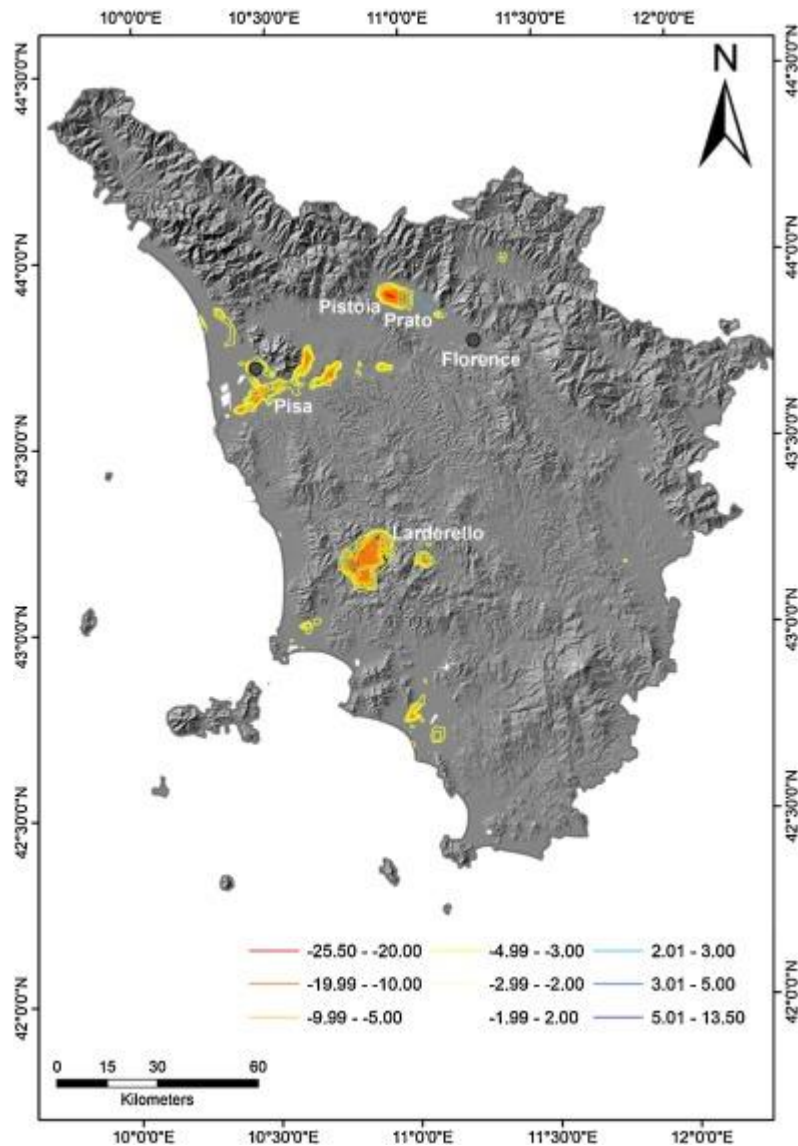 10°0'0"E 10°30'0"E 11°0'0"E 11°30'0"E 12°0'0"E
N
44°30'0"N 44°30'0"N
44°0'0"N 44°0'0"N
Pistoia
Prato
Florence
Pisa
43°30'0"N 43°30'0"N
Larderello
43°0'0"N 43°0'0"N
42°30'0"N 42°30'0"N
-25.50 - -20.00 -4.99 - -3.00 2.01 - 3.00
-19.99 - -10.00 -2.99 - -2.00 3.01 - 5.00
-9.99 - -5.00 -1.99 - 2.00 5.01 - 13.50
42°0'0"N 42°0'0"N
0 15 30 60
Kilometers
10°0'0"E 10°30'0"E 11°0'0"E 11°30'0"E 12°0'0"E